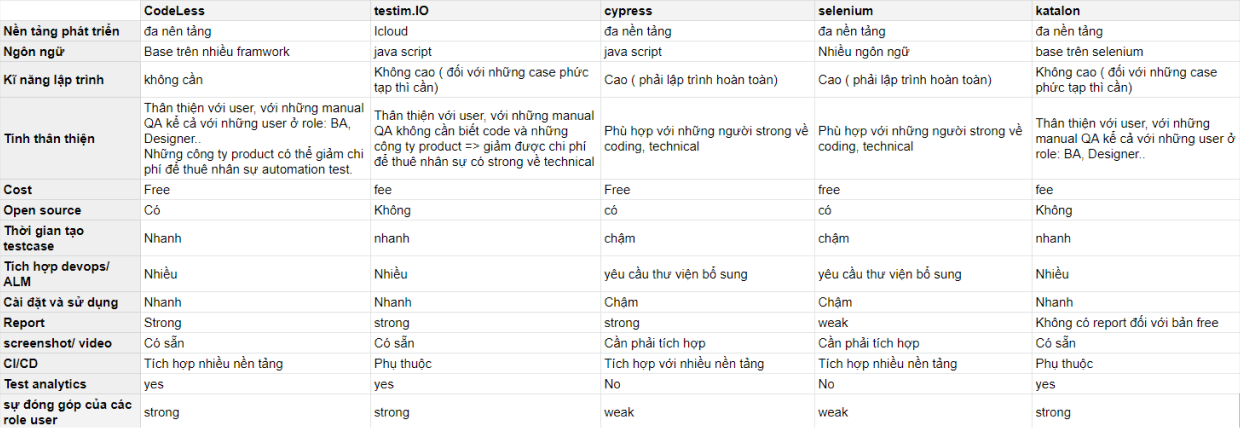 CodeLess testim.IO cypress selenium katalon
Nền tảng phát triển đa nền tảng Icloud đa nền tảng đa nền tảng đa nền tảng
Ngôn ngữ Base trên nhiều framwork java script java script Nhiều ngôn ngữ base trên selenium
Kĩ năng lập trình không cần Không cao ( đối với những case phức tạp thì cần) Cao ( phải lập trình hoàn toàn) Cao ( phải lập trình hoàn toàn) Không cao ( đối với những case phức tạp thì cần)
Tính thân thiện Thân thiện với user, với những manual QA kể cả với những user ở role: BA, Designer.. Những công ty product có thể giảm chi phí để thuê nhân sự automation test. Thân thiện với user, với những manual QA không cần biết code và những công ty product => giảm được chi phí để thuê nhân sự có strong về technical Phù hợp với những người strong về coding, technical Phù hợp với những người strong về coding, technical Thân thiện với user, với những manual QA kể cả với những user ở role: BA, Designer..
Cost Free fee Free free fee
Open source Có Không có có Không
Thời gian tạo testcase Nhanh nhanh chậm chậm nhanh
Tích hợp devops/ ALM Nhiều Nhiều yêu cầu thư viện bổ sung yêu cầu thư viện bổ sung Nhiều
Cài đặt và sử dụng Nhanh Nhanh Chậm Chậm Nhanh
Report Strong strong strong weak Không có report đối với bản free
screenshot/ video Có sẵn Có sẵn Cần phải tích hợp Cần phải tích hợp Có sẵn
CI/CD Tích hợp nhiều nền tảng Phụ thuộc Tích hợp với nhiều nền tảng Tích hợp nhiều nền tảng Phụ thuộc
Test analytics yes yes No No yes
sự đóng góp của các role user strong strong weak weak strong